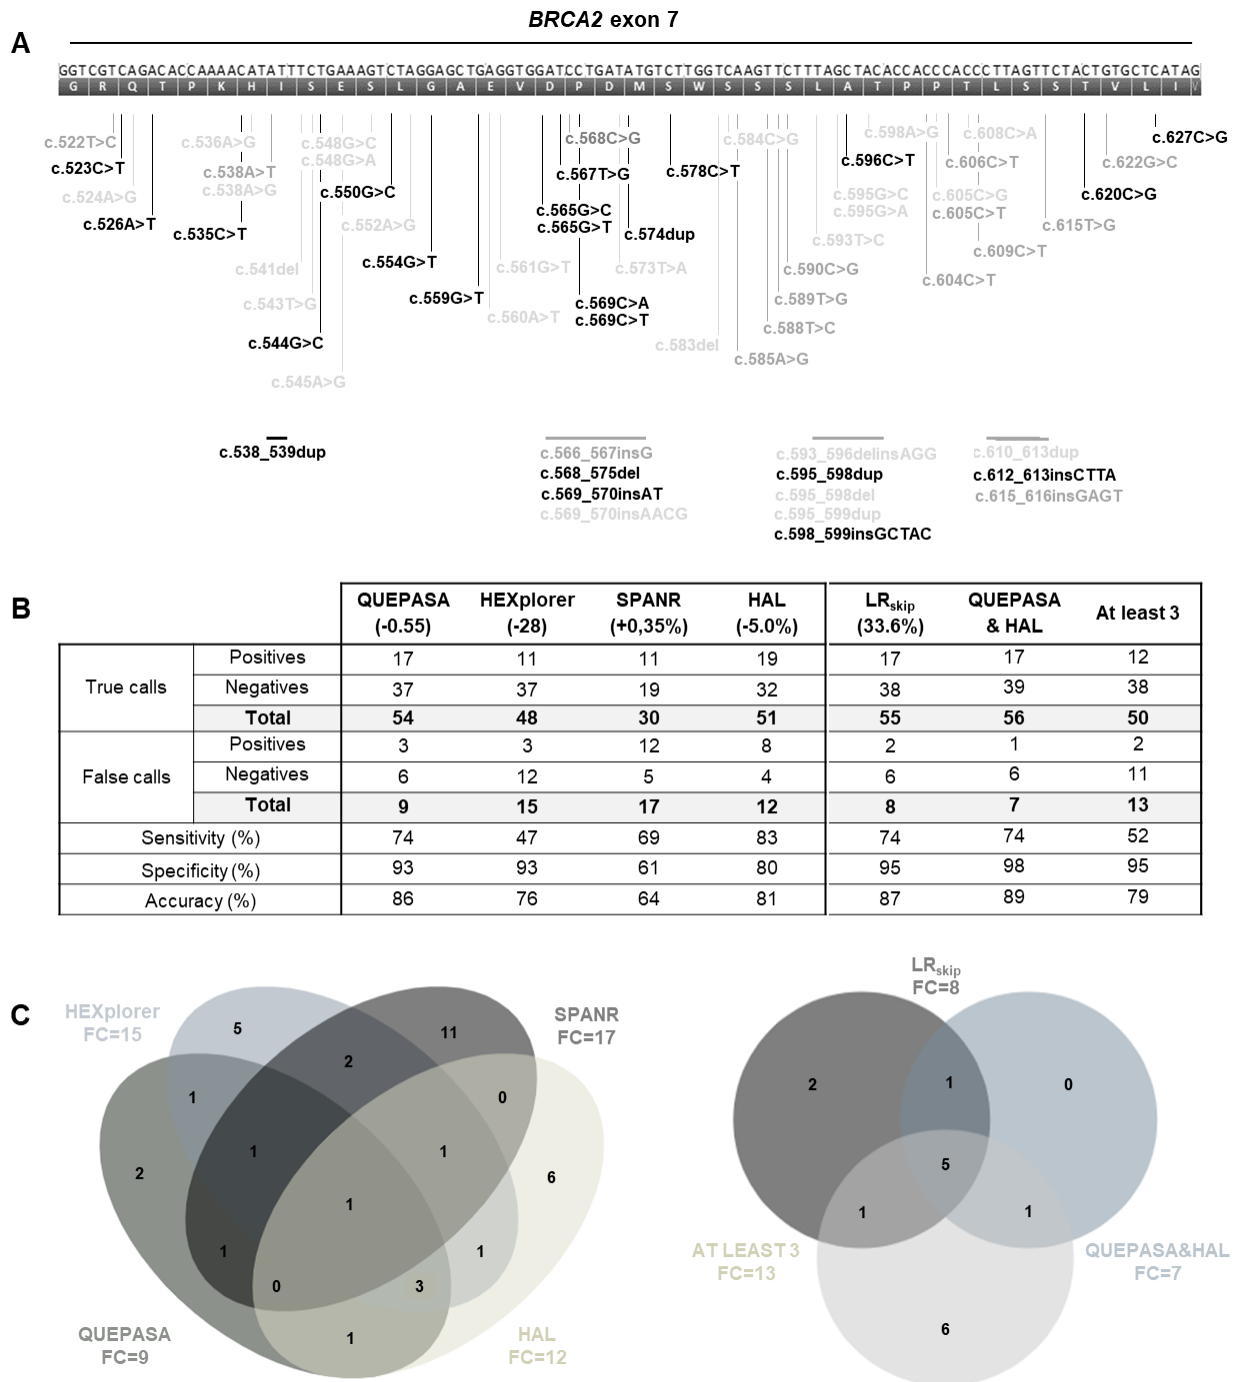 BRCA2 exon 7
A
GGTCGTCAGACACCAAAACATATTTCTGAAAGTCTAGGAGCTGAGGTGGATCCTGATATGTCTTGGTCAAGTTCTTTAGCTACACCACCCACCCTTAGTTCTACTGTGCTCATAG
G R Q T P K H I S E S L G A E V D P D M S W S S S L A T P P T L S S T V L I V
c.522T>C
c.523C>T
c.524A>G
c.526A>T
c.536A>G
c.538A>T
c.538A>G
c.535C>T
c.541del
c.543T>G
c.544G>C
c.545A>G
c.548G>C
c.548G>A
c.550G>C
c.552A>G
c.554G>T
c.559G>T
c.561G>T
c.560A>T
c.568C>G
c.567T>G
c.565G>C
c.565G>T
c.574dup
c.573T>A
c.569C>A
c.569C>T
c.578C>T
c.583del
c.584C>G
c.585A>G
c.588T>C
c.589T>G
c.590C>G
c.593T>C
c.598A>G
c.596C>T
c.595G>C
c.595G>A
c.608C>A
c.606C>T
c.605C>G
c.605C>T
c.609C>T
c.604C>T
c.615T>G
c.620C>G
c.622G>C
c.627C>G
c.538_539dup
c.566_567insG
c.568_575del
c.569_570insAT
c.569_570insAACG
c.593_596delinsAGG
c.595_598dup
c.595_598del
c.595_599dup
c.598_599insGCTAC
c.610_613dup
c.612_613insCTTA
c.615_616insGAGT
B
QUEPASA (-0.55) HEXplorer (-28) SPANR (+0,35%) HAL (-5.0%) LRskip (33.6%) QUEPASA & HAL At least 3
True calls
Positives 17 11 11 19 17 17 12
Negatives 37 37 19 32 38 39 38
Total 54 48 30 51 55 56 50
False calls
Positives 3 3 12 8 2 1 2
Negatives 6 12 5 4 6 6 11
Total 9 15 17 12 8 7 13
Sensitivity (%) 74 47 69 83 74 74 52
Specificity (%) 93 93 61 80 95 98 95
Accuracy (%) 86 76 64 81 87 89 79
C
HEXplorer
FC=15
SPANR
FC=17
5
11
2
1
0
1
1
2
6
1
1
1
0
3
1
QUEPASA
FC=9
HAL
FC=12
LRskip
FC=8
2
1
0
5
1
1
AT LEAST 3
FC=13
QUEPASA&HAL
FC=7
6